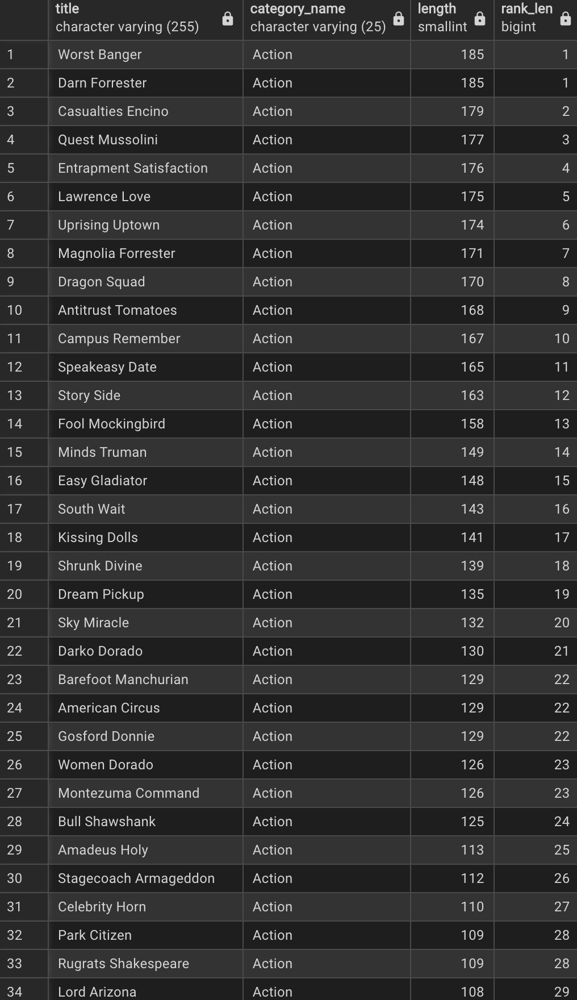 title category_name length rank_len
character varying (255) character varying (25) smallint bigint
1 Worst Banger Action 185 1
2 Darn Forrester Action 185 1
3 Casualties Encino Action 179 2
4 Quest Mussolini Action 177 3
5 Entrapment Satisfaction Action 176 4
6 Lawrence Love Action 175 5
7 Uprising Uptown Action 174 6
8 Magnolia Forrester Action 171 7
9 Dragon Squad Action 170 8
10 Antitrust Tomatoes Action 168 9
11 Campus Remember Action 167 10
12 Speakeasy Date Action 165 11
13 Story Side Action 163 12
14 Fool Mockingbird Action 158 13
15 Minds Truman Action 149 14
16 Easy Gladiator Action 148 15
17 South Wait Action 143 16
18 Kissing Dolls Action 141 17
19 Shrunk Divine Action 139 18
20 Dream Pickup Action 135 19
21 Sky Miracle Action 132 20
22 Darko Dorado Action 130 21
23 Barefoot Manchurian Action 129 22
24 American Circus Action 129 22
25 Gosford Donnie Action 129 22
26 Women Dorado Action 126 23
27 Montezuma Command Action 126 23
28 Bull Shawshank Action 125 24
29 Amadeus Holy Action 113 25
30 Stagecoach Armageddon Action 112 26
31 Celebrity Horn Action 110 27
32 Park Citizen Action 109 28
33 Rugrats Shakespeare Action 109 28
34 Lord Arizona Action 108 29